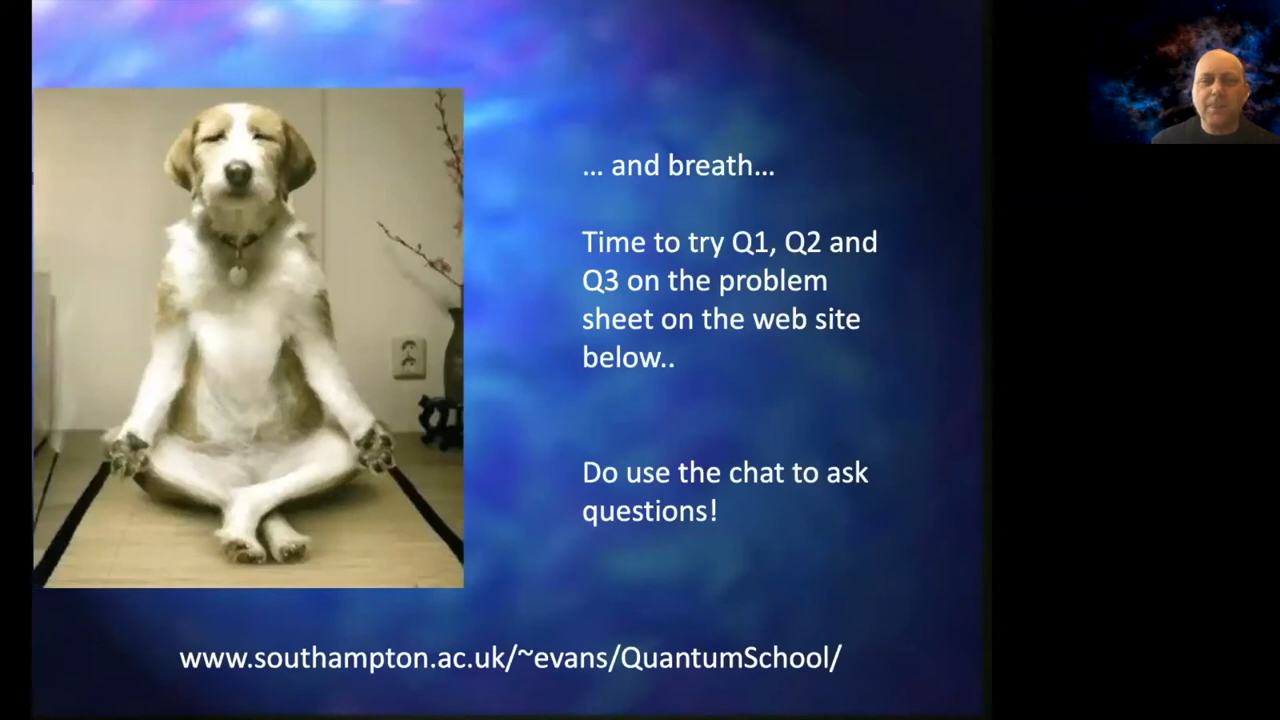 ... and breath...
Time to try Q1, Q2 and
Q3 on the problem
sheet on the web site
below..
Do use the chat to ask
questions!
www.southampton.ac.uk/~evans/QuantumSchool/